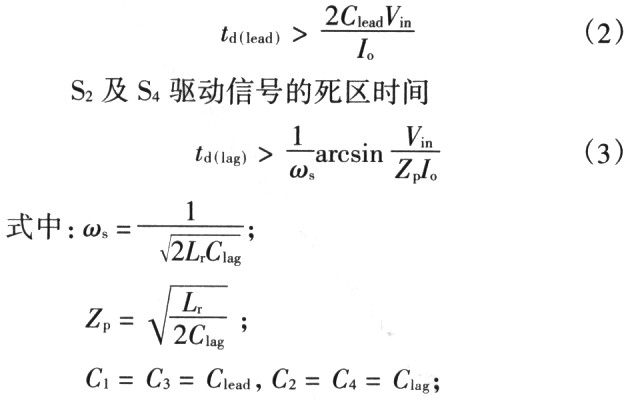 t_d(lead) > 2C_lead V_in / I_o (2)
S₂ 及 S₄ 驱动信号的死区时间
t_d(lag) > 1/ω_s arcsin V_in / Z_p I_o (3)
式中: ω_s = 1 / √(2L_r C_lag);
Z_p = √(L_r / 2C_lag) ;
C₁ = C₃ = C_lead, C₂ = C₄ = C_lag;